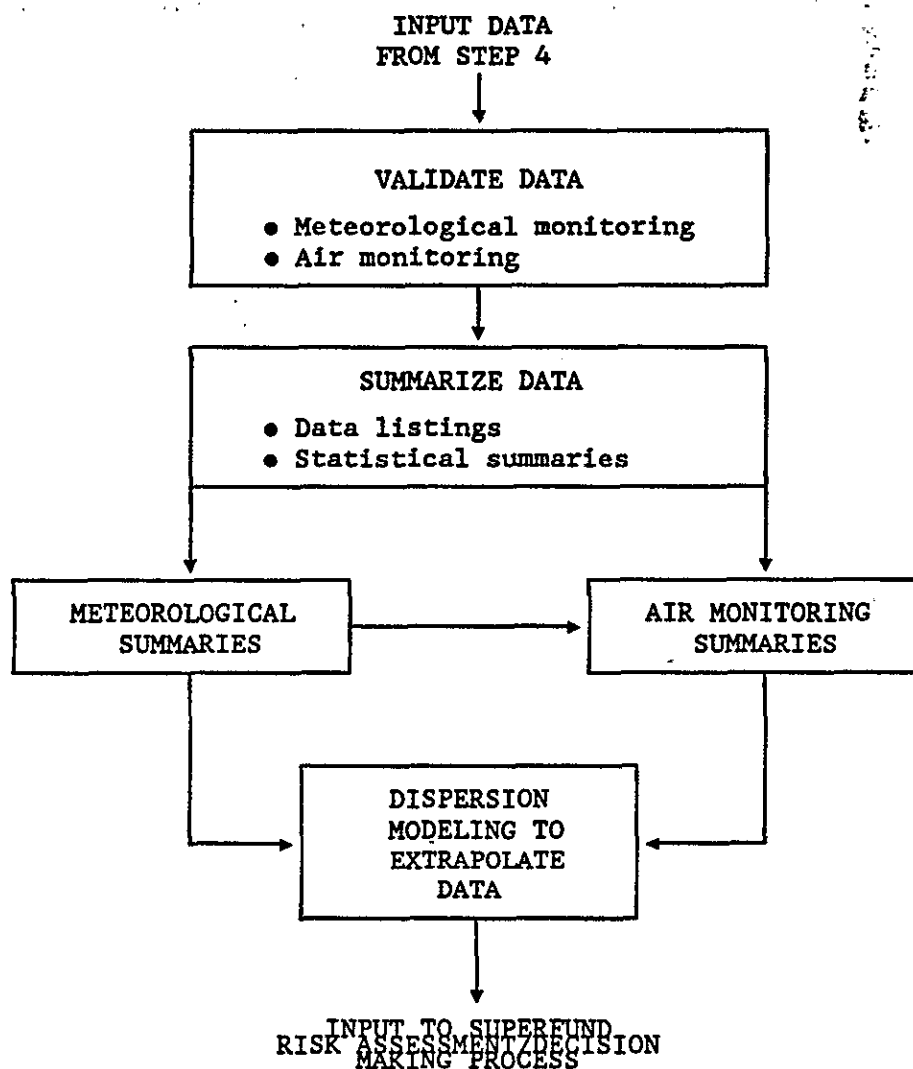 INPUT DATA
FROM STEP 4
VALIDATE DATA
● Meteorological monitoring
● Air monitoring
SUMMARIZE DATA
● Data listings
● Statistical summaries
METEOROLOGICAL
SUMMARIES
AIR MONITORING
SUMMARIES
DISPERSION
MODELING TO
EXTRAPOLATE
DATA
INPUT TO SUPERFUND
RISK ASSESSMENT/DECISION
MAKING PROCESS